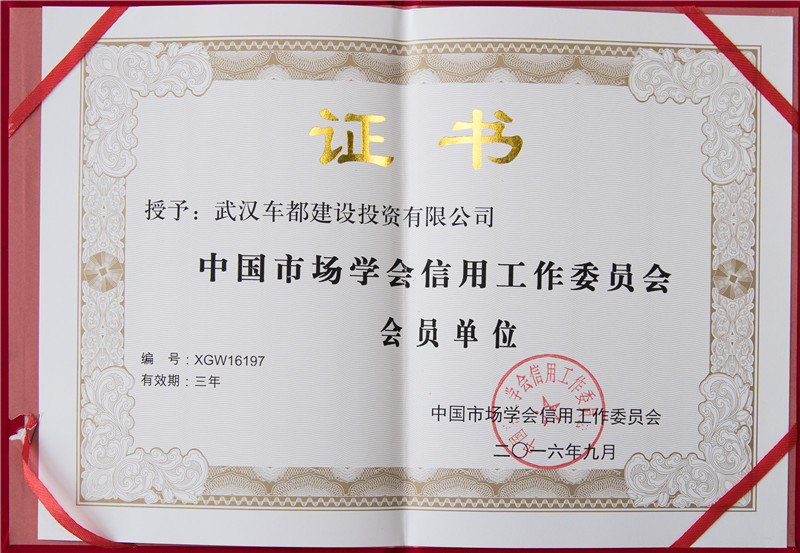 证书
授予：武汉车都建设投资有限公司
中国市场学会信用工作委员会
会员单位
编 号：XGW16197
有效期：三年
中国市场学会信用工作委员会
二〇一六年九月